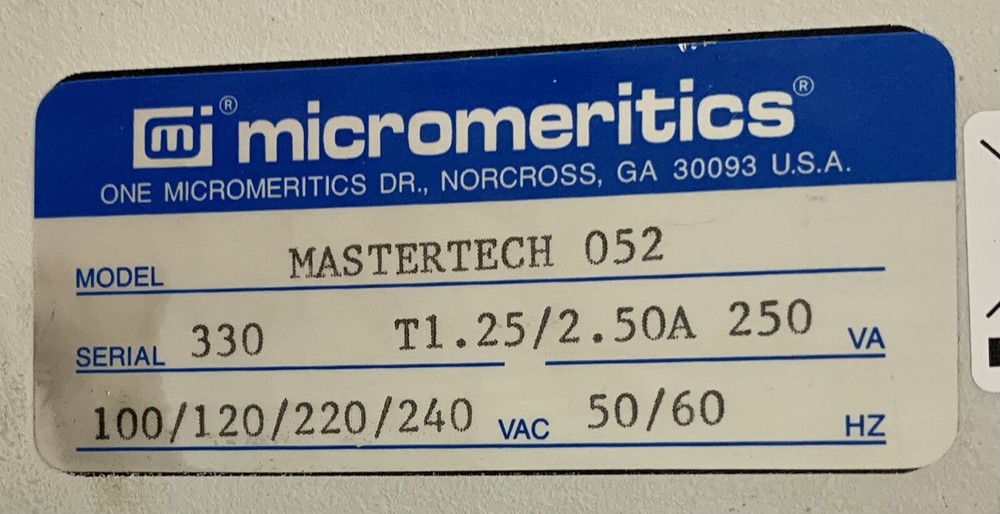 mi® micromeritics®
ONE MICROMERITICS DR., NORCROSS, GA 30093 U.S.A.
MODEL MASTERTECH 052
SERIAL 330 T1.25/2.50A 250 VA
100/120/220/240 VAC 50/60 HZ